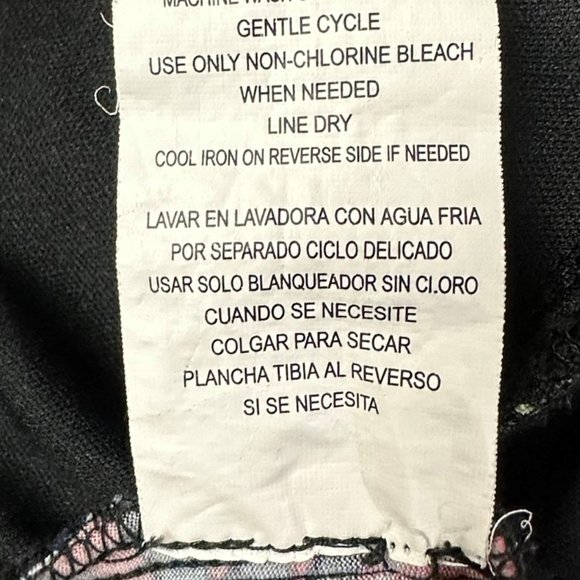 MACHINE WASH
GENTLE CYCLE
USE ONLY NON-CHLORINE BLEACH
WHEN NEEDED
LINE DRY
COOL IRON ON REVERSE SIDE IF NEEDED
LAVAR EN LAVADORA CON AGUA FRIA
POR SEPARADO CICLO DELICADO
USAR SOLO BLANQUEADOR SIN CLORO
CUANDO SE NECESITE
COLGAR PARA SECAR
PLANCHA TIBIA AL REVERSO
SI SE NECESITA